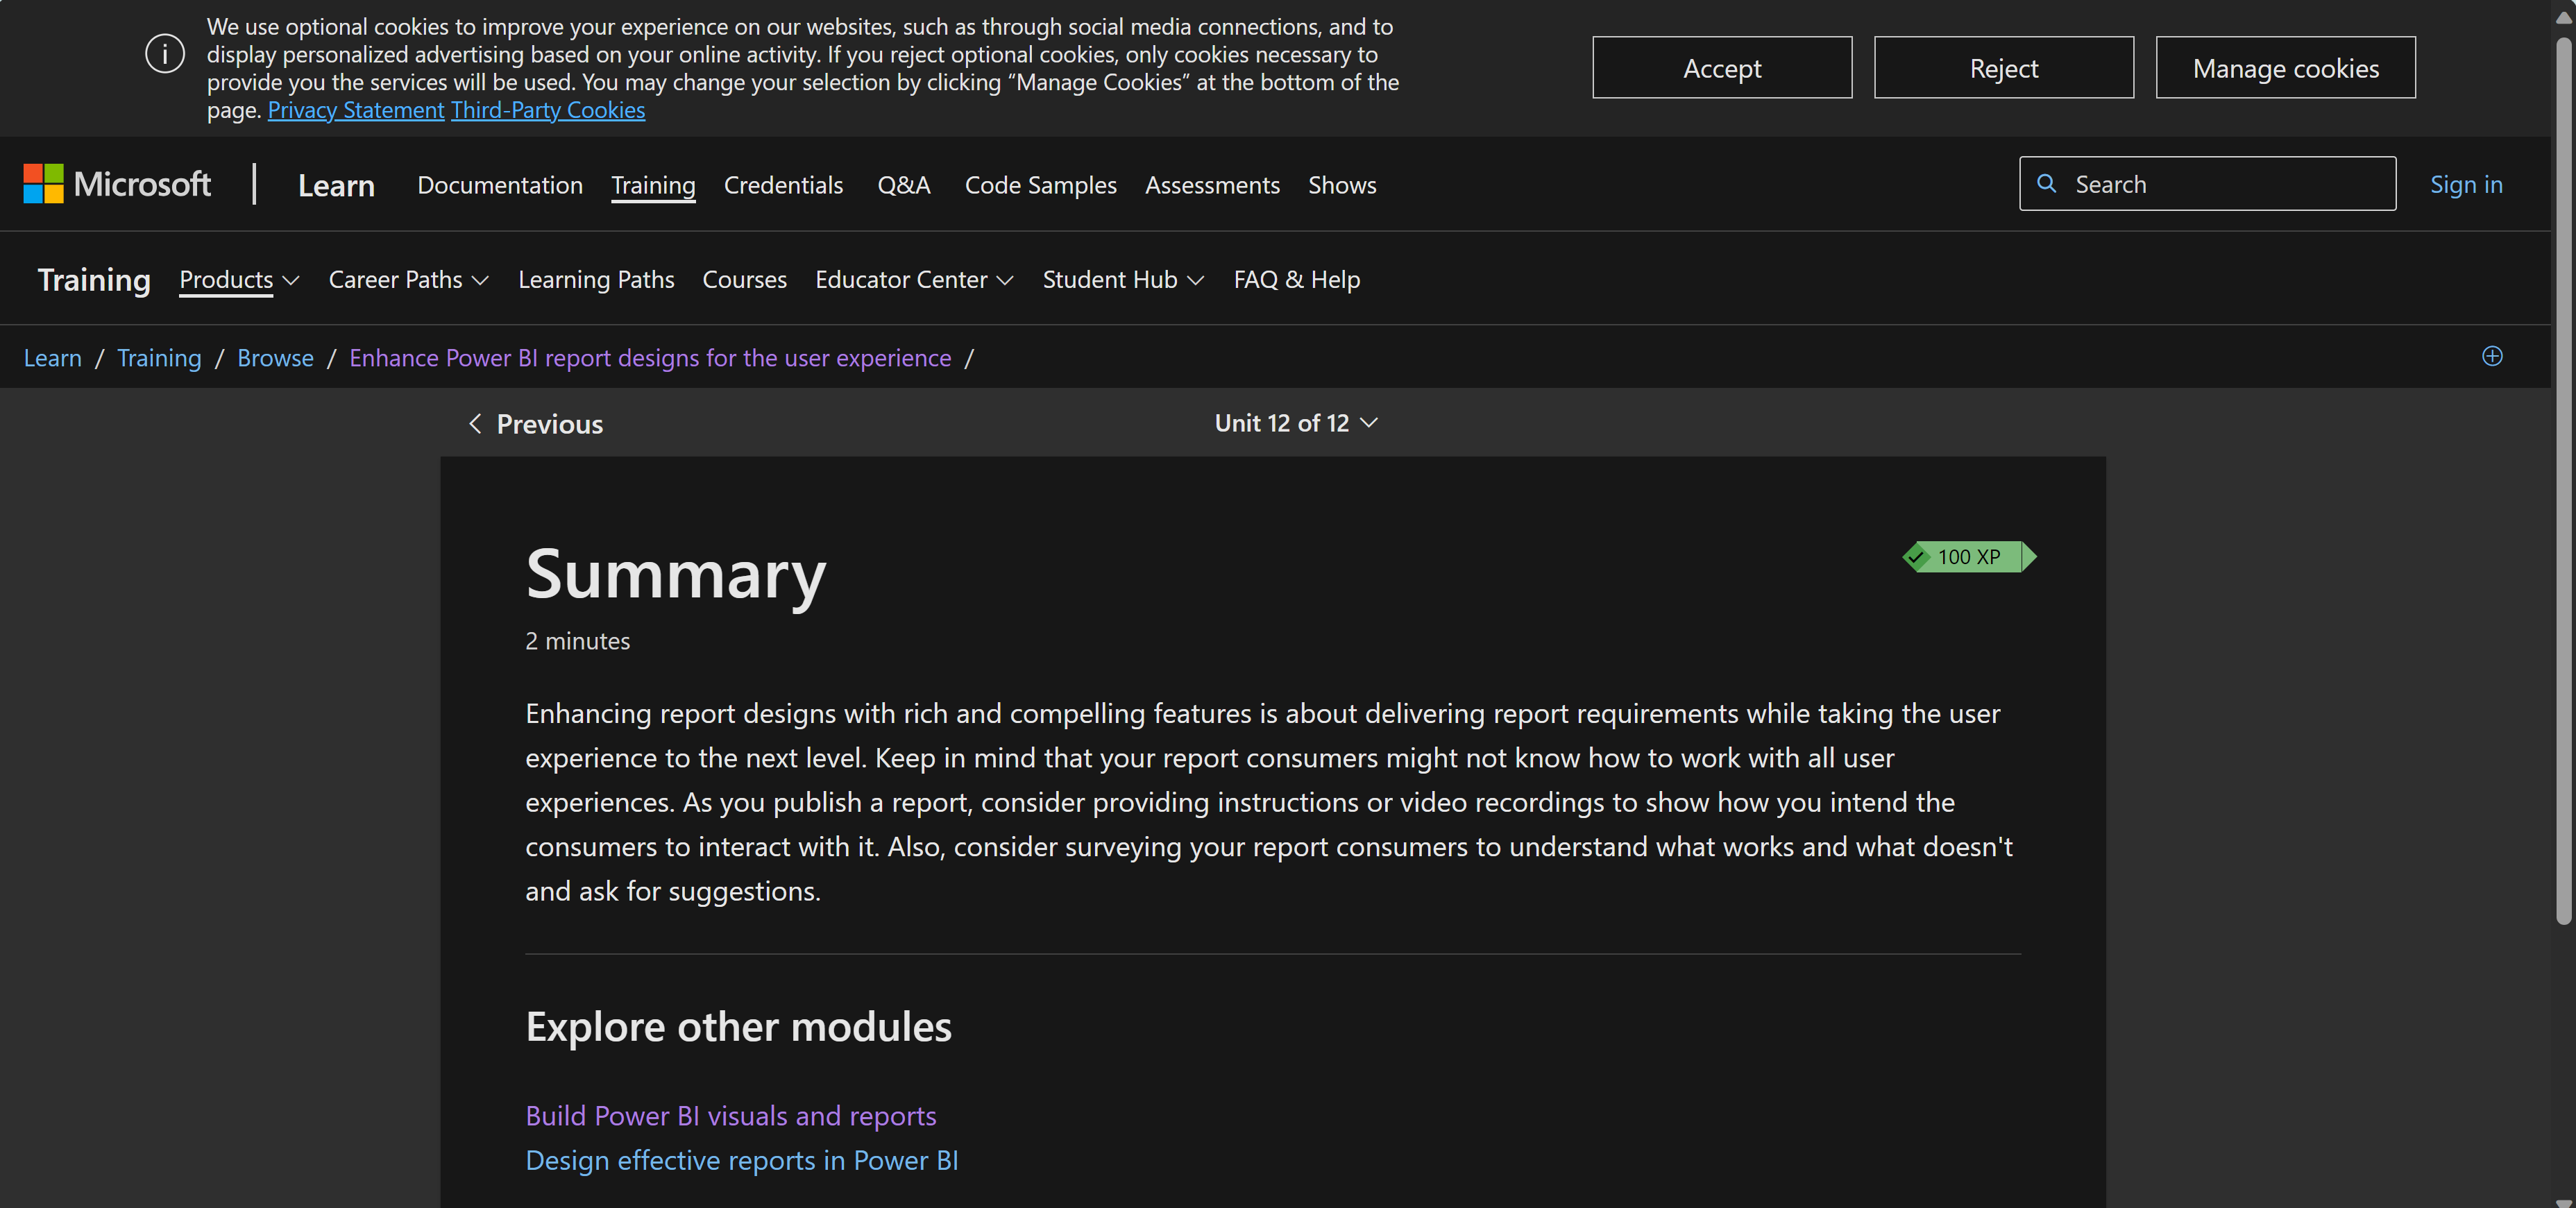 We use optional cookies to improve your experience on our websites, such as through social media connections, and to
display personalized advertising based on your online activity. If you reject optional cookies, only cookies necessary to
provide you the services will be used. You may change your selection by clicking “Manage Cookies” at the bottom of the
page. Privacy Statement Third-Party Cookies
Accept
Reject
Manage cookies
Microsoft
Learn
Documentation
Training
Credentials
Q&A
Code Samples
Assessments
Shows
Search
Sign in
Training
Products
Career Paths
Learning Paths
Courses
Educator Center
Student Hub
FAQ & Help
Learn / Training / Browse / Enhance Power BI report designs for the user experience /
Previous
Unit 12 of 12
Summary
100 XP
2 minutes
Enhancing report designs with rich and compelling features is about delivering report requirements while taking the user
experience to the next level. Keep in mind that your report consumers might not know how to work with all user
experiences. As you publish a report, consider providing instructions or video recordings to show how you intend the
consumers to interact with it. Also, consider surveying your report consumers to understand what works and what doesn't
and ask for suggestions.
Explore other modules
Build Power BI visuals and reports
Design effective reports in Power BI